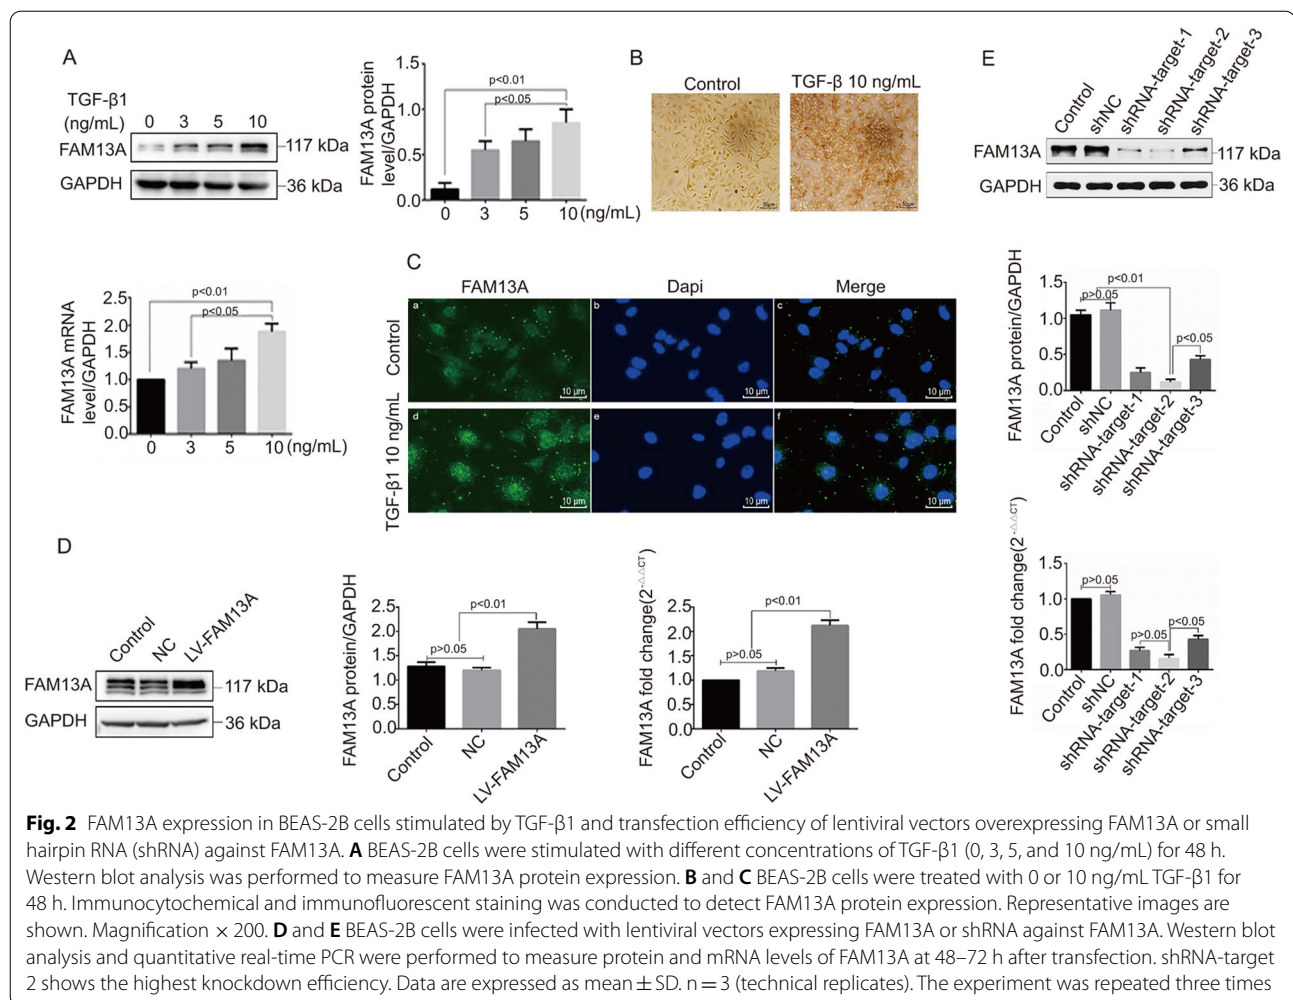 A
TGF-β1
(ng/mL)
0 3 5 10
FAM13A
117 kDa
GAPDH
36 kDa
FAM13A protein
level/GAPDH
1.5
1.0
0.5
0.0
p<0.01
p<0.05
0 3 5 10 (ng/mL)
FAM13A mRNA
level/GAPDH
2.5
2.0
1.5
1.0
0.5
0.0
p<0.01
p<0.05
0 3 5 10 (ng/mL)
B
Control TGF-β 10 ng/mL
C
FAM13A Dapi Merge
Control
a b c
10 µm 10 µm 10 µm
TGF-β1 10 ng/mL
d e f
10 µm 10 µm 10 µm
D
Control NC LV-FAM13A
FAM13A
117 kDa
GAPDH
36 kDa
FAM13A protein/GAPDH
2.5
2.0
1.5
1.0
0.5
0.0
p<0.01
p>0.05
Control NC LV-FAM13A
FAM13A fold change(2-△△CT)
2.5
2.0
1.5
1.0
0.5
0.0
p<0.01
p>0.05
Control NC LV-FAM13A
E
Control shNC shRNA-target-1 shRNA-target-2 shRNA-target-3
FAM13A
117 kDa
GAPDH
36 kDa
FAM13A protein/GAPDH
1.5
1.0
0.5
0.0
p<0.01
p>0.05
p<0.05
Control shNC shRNA-target-1 shRNA-target-2 shRNA-target-3
FAM13A fold change(2-△△CT)
1.5
1.0
0.5
0.0
p>0.05
p>0.05 p<0.05
Control shNC shRNA-target-1 shRNA-target-2 shRNA-target-3
Fig. 2 FAM13A expression in BEAS-2B cells stimulated by TGF-β1 and transfection efficiency of lentiviral vectors overexpressing FAM13A or small
hairpin RNA (shRNA) against FAM13A. A BEAS-2B cells were stimulated with different concentrations of TGF-β1 (0, 3, 5, and 10 ng/mL) for 48 h.
Western blot analysis was performed to measure FAM13A protein expression. B and C BEAS-2B cells were treated with 0 or 10 ng/mL TGF-β1 for
48 h. Immunocytochemical and immunofluorescent staining was conducted to detect FAM13A protein expression. Representative images are
shown. Magnification × 200. D and E BEAS-2B cells were infected with lentiviral vectors expressing FAM13A or shRNA against FAM13A. Western blot
analysis and quantitative real-time PCR were performed to measure protein and mRNA levels of FAM13A at 48–72 h after transfection. shRNA-target
2 shows the highest knockdown efficiency. Data are expressed as mean ± SD. n = 3 (technical replicates). The experiment was repeated three times